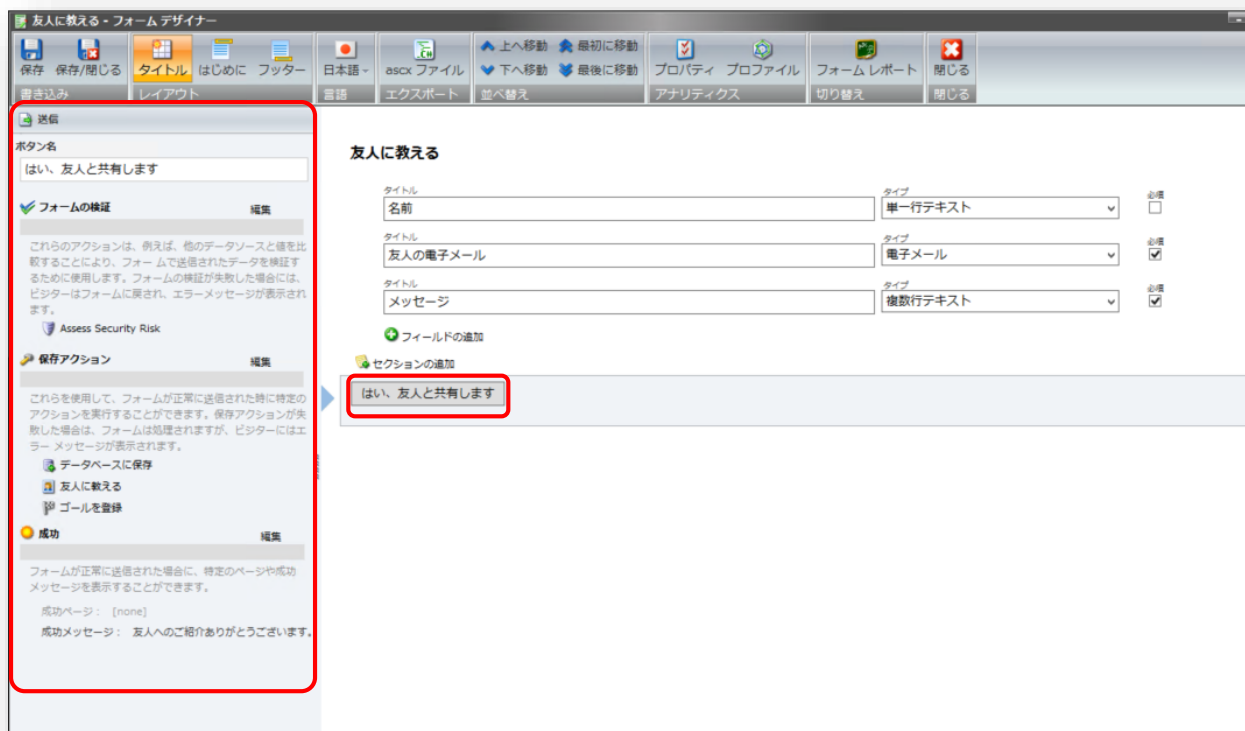 友人に教える - フォーム デザイナー
保存 保存/閉じる タイトル はじめに フッター 日本語 ascx ファイル 上へ移動 最初に移動 下へ移動 最後に移動 プロパティ プロファイル フォーム レポート 閉じる
書き込み レイアウト 言語 エクスポート 並べ替え アナリティクス 切り替え 閉じる
送信
ボタン名
はい、友人と共有します
フォームの検証 編集
これらのアクションは、例えば、他のデータソースと値を比
較することにより、フォー ムで送信されたデータを検証す
るために使用します。フォームの検証が失敗した場合には、
ビジターはフォームに戻され、エラーメッセージが表示され
ます。
Assess Security Risk
保存アクション 編集
これらを使用して、フォームが正常に送信された時に特定の
アクションを実行することができます。保存アクションが失
敗した場合は、フォームは処理されますが、ビジターにはエ
ラー メッセージが表示されます。
データベースに保存
友人に教える
ゴールを登録
成功 編集
フォームが正常に送信された場合に、特定のページや成功
メッセージを表示することができます。
成功ページ： [none]
成功メッセージ： 友人へのご紹介ありがとうございます。
友人に教える
タイトル タイプ 必須
名前 単一行テキスト
タイトル タイプ 必須
友人の電子メール 電子メール
タイトル タイプ 必須
メッセージ 複数行テキスト
フィールドの追加
セクションの追加
はい、友人と共有します